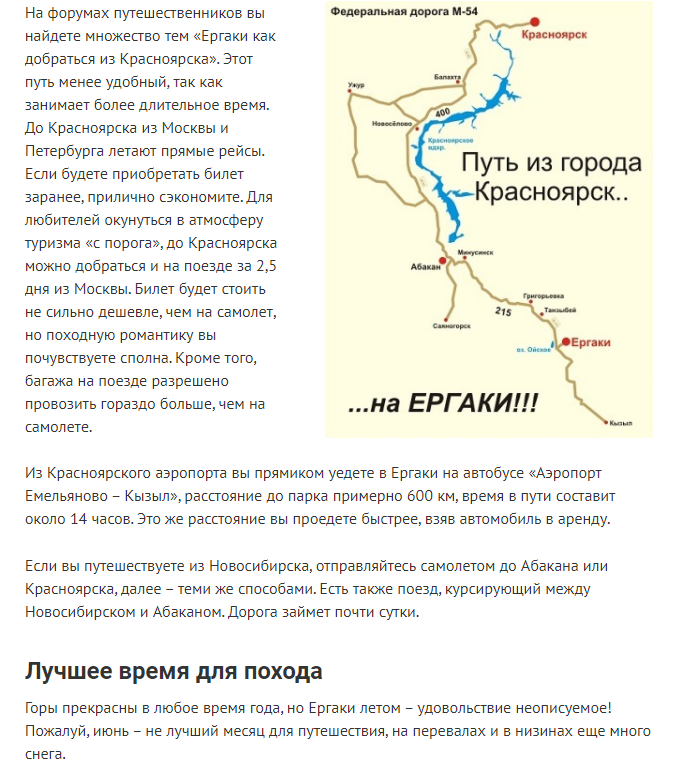 На форумах путешественников вы
найдете множество тем «Ергаки как
добраться из Красноярска». Этот
путь менее удобный, так как
занимает более длительное время.
До Красноярска из Москвы и
Петербурга летают прямые рейсы.
Если будете приобретать билет
заранее, прилично сэкономите. Для
любителей окунуться в атмосферу
туризма «с порога», до Красноярска
можно добраться и на поезде за 2,5
дня из Москвы. Билет будет стоить
не сильно дешевле, чем на самолет,
но походную романтику вы
почувствуете сполна. Кроме того,
багажа на поезде разрешено
провозить гораздо больше, чем на
самолете.
Федеральная дорога М-54
Красноярск
Балахта
Ужур
400
Новосёлово
Красноярское
вдхр.
Путь из города
Красноярск..
Минусинск
Абакан
Григорьевка
Танзыбей
215
Саяногорск
Ергаки
оз. Ойское
...на ЕРГАКИ!!!
Кызыл
Из Красноярского аэропорта вы прямиком уедете в Ергаки на автобусе «Аэропорт
Емельяново – Кызыл», расстояние до парка примерно 600 км, время в пути составит
около 14 часов. Это же расстояние вы проедете быстрее, взяв автомобиль в аренду.
Если вы путешествуете из Новосибирска, отправляйтесь самолетом до Абакана или
Красноярска, далее – теми же способами. Есть также поезд, курсирующий между
Новосибирском и Абаканом. Дорога займет почти сутки.
Лучшее время для похода
Горы прекрасны в любое время года, но Ергаки летом – удовольствие неописуемое!
Пожалуй, июнь – не лучший месяц для путешествия, на перевалах и в низинах еще много
снега.